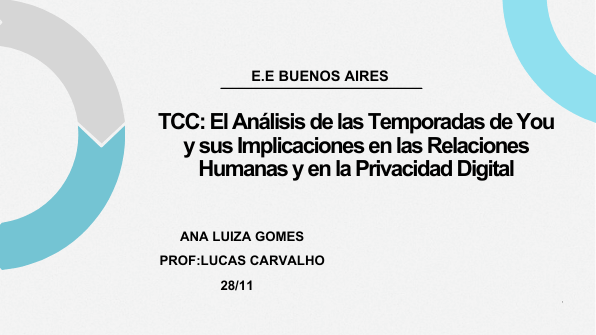 E.E BUENOS AIRES
TCC: El Análisis de las Temporadas de You
y sus Implicaciones en las Relaciones
Humanas y en la Privacidad Digital
ANA LUIZA GOMES
PROF:LUCAS CARVALHO
28/11